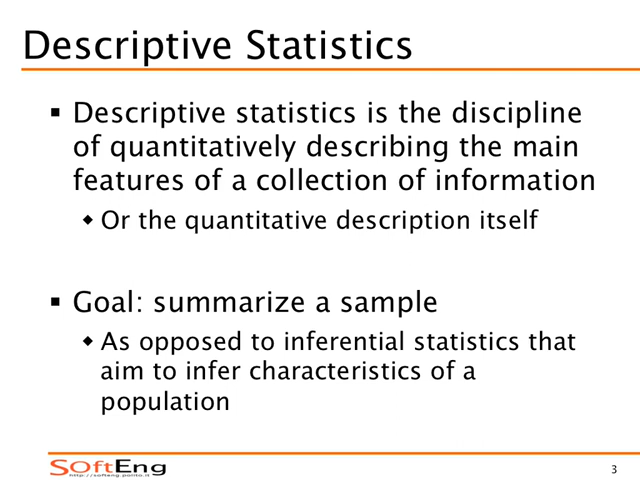 Descriptive Statistics
▪ Descriptive statistics is the discipline
of quantitatively describing the main
features of a collection of information
◆ Or the quantitative description itself
▪ Goal: summarize a sample
◆ As opposed to inferential statistics that
aim to infer characteristics of a
population
SOftEng
http://softeng.polito.it
3